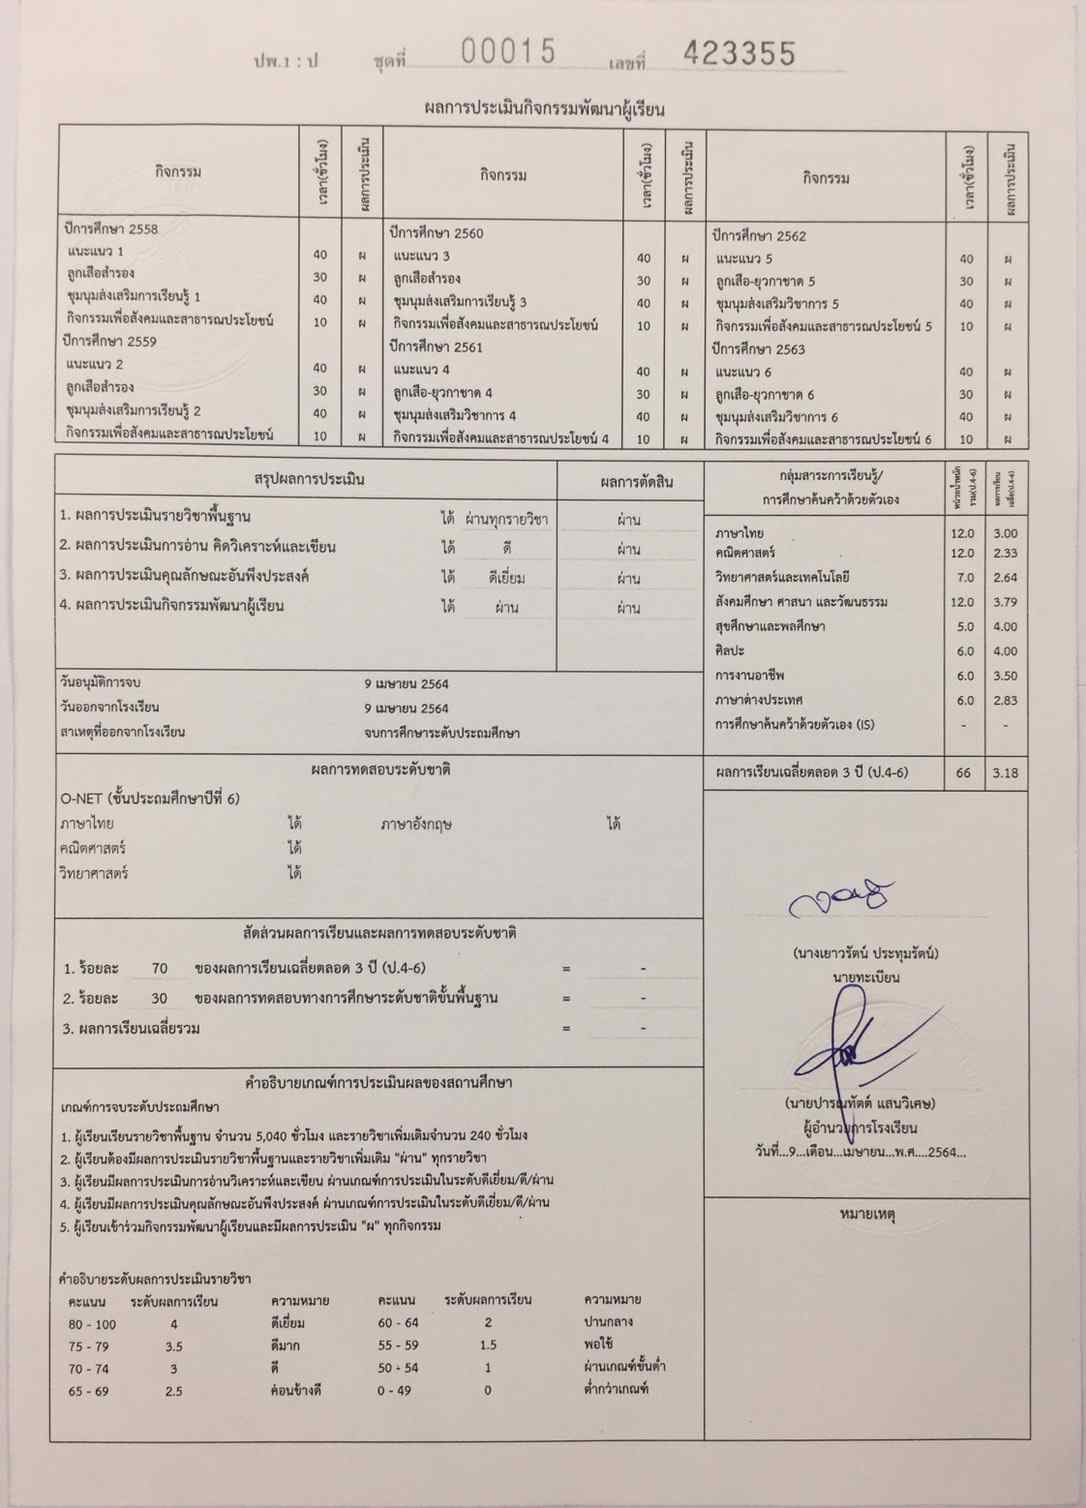 ปพ.1 : ป ชุดที่ 00015 เลขที่ 423355
ผลการประเมินกิจกรรมพัฒนาผู้เรียน
กิจกรรม เวลา(ชั่วโมง) ผลการประเมิน กิจกรรม เวลา(ชั่วโมง) ผลการประเมิน กิจกรรม เวลา(ชั่วโมง) ผลการประเมิน
ปีการศึกษา 2558 ปีการศึกษา 2560 ปีการศึกษา 2562
แนะแนว 1 40 ผ แนะแนว 3 40 ผ แนะแนว 5 40 ผ
ลูกเสือสำรอง 30 ผ ลูกเสือสำรอง 30 ผ ลูกเสือ-ยุวกาชาด 5 30 ผ
ชุมนุมส่งเสริมการเรียนรู้ 1 40 ผ ชุมนุมส่งเสริมการเรียนรู้ 3 40 ผ ชุมนุมส่งเสริมวิชาการ 5 40 ผ
กิจกรรมเพื่อสังคมและสาธารณประโยชน์ 10 ผ กิจกรรมเพื่อสังคมและสาธารณประโยชน์ 10 ผ กิจกรรมเพื่อสังคมและสาธารณประโยชน์ 5 10 ผ
ปีการศึกษา 2559 ปีการศึกษา 2561 ปีการศึกษา 2563
แนะแนว 2 40 ผ แนะแนว 4 40 ผ แนะแนว 6 40 ผ
ลูกเสือสำรอง 30 ผ ลูกเสือ-ยุวกาชาด 4 30 ผ ลูกเสือ-ยุวกาชาด 6 30 ผ
ชุมนุมส่งเสริมการเรียนรู้ 2 40 ผ ชุมนุมส่งเสริมวิชาการ 4 40 ผ ชุมนุมส่งเสริมวิชาการ 6 40 ผ
กิจกรรมเพื่อสังคมและสาธารณประโยชน์ 10 ผ กิจกรรมเพื่อสังคมและสาธารณประโยชน์ 4 10 ผ กิจกรรมเพื่อสังคมและสาธารณประโยชน์ 6 10 ผ
สรุปผลการประเมิน ผลการตัดสิน
1. ผลการประเมินรายวิชาพื้นฐาน ได้ ผ่านทุกรายวิชา ผ่าน
2. ผลการประเมินการอ่าน คิดวิเคราะห์และเขียน ได้ ดี ผ่าน
3. ผลการประเมินคุณลักษณะอันพึงประสงค์ ได้ ดีเยี่ยม ผ่าน
4. ผลการประเมินกิจกรรมพัฒนาผู้เรียน ได้ ผ่าน ผ่าน
วันอนุมัติการจบ 9 เมษายน 2564
วันออกจากโรงเรียน 9 เมษายน 2564
สาเหตุที่ออกจากโรงเรียน จบการศึกษาระดับประถมศึกษา
กลุ่มสาระการเรียนรู้/ หน่วยน้ำหนัก ผลการเรียน
การศึกษาค้นคว้าด้วยตัวเอง รวม(ป.4-6) เฉลี่ย(ป.4-6)
ภาษาไทย 12.0 3.00
คณิตศาสตร์ 12.0 2.33
วิทยาศาสตร์และเทคโนโลยี 7.0 2.64
สังคมศึกษา ศาสนา และวัฒนธรรม 12.0 3.79
สุขศึกษาและพลศึกษา 5.0 4.00
ศิลปะ 6.0 4.00
การงานอาชีพ 6.0 3.50
ภาษาต่างประเทศ 6.0 2.83
การศึกษาค้นคว้าด้วยตัวเอง (IS) - -
ผลการเรียนเฉลี่ยตลอด 3 ปี (ป.4-6) 66 3.18
ผลการทดสอบระดับชาติ
O-NET (ชั้นประถมศึกษาปีที่ 6)
ภาษาไทย ได้ ภาษาอังกฤษ ได้
คณิตศาสตร์ ได้
วิทยาศาสตร์ ได้
สัดส่วนผลการเรียนและผลการทดสอบระดับชาติ
1. ร้อยละ 70 ของผลการเรียนเฉลี่ยตลอด 3 ปี (ป.4-6) = -
2. ร้อยละ 30 ของผลการทดสอบทางการศึกษาระดับชาติขั้นพื้นฐาน = -
3. ผลการเรียนเฉลี่ยรวม = -
(นางเยาวรัตน์ ประทุมรัตน์)
นายทะเบียน
(นายปารณทัตต์ แสนวิเศษ)
ผู้อำนวยการโรงเรียน
วันที่...9...เดือน...เมษายน...พ.ศ....2564...
หมายเหตุ
คำอธิบายเกณฑ์การประเมินผลของสถานศึกษา
เกณฑ์การจบระดับประถมศึกษา
1. ผู้เรียนเรียนรายวิชาพื้นฐาน จำนวน 5,040 ชั่วโมง และรายวิชาเพิ่มเติมจำนวน 240 ชั่วโมง
2. ผู้เรียนต้องมีผลการประเมินรายวิชาพื้นฐานและรายวิชาเพิ่มเติม "ผ่าน" ทุกรายวิชา
3. ผู้เรียนมีผลการประเมินการอ่านวิเคราะห์และเขียน ผ่านเกณฑ์การประเมินในระดับดีเยี่ยม/ดี/ผ่าน
4. ผู้เรียนมีผลการประเมินคุณลักษณะอันพึงประสงค์ ผ่านเกณฑ์การประเมินในระดับดีเยี่ยม/ดี/ผ่าน
5. ผู้เรียนเข้าร่วมกิจกรรมพัฒนาผู้เรียนและมีผลการประเมิน "ผ" ทุกกิจกรรม
คำอธิบายระดับผลการประเมินรายวิชา
คะแนน ระดับผลการเรียน ความหมาย คะแนน ระดับผลการเรียน ความหมาย
80 - 100 4 ดีเยี่ยม 60 - 64 2 ปานกลาง
75 - 79 3.5 ดีมาก 55 - 59 1.5 พอใช้
70 - 74 3 ดี 50 - 54 1 ผ่านเกณฑ์ขั้นต่ำ
65 - 69 2.5 ค่อนข้างดี 0 - 49 0 ต่ำกว่าเกณฑ์